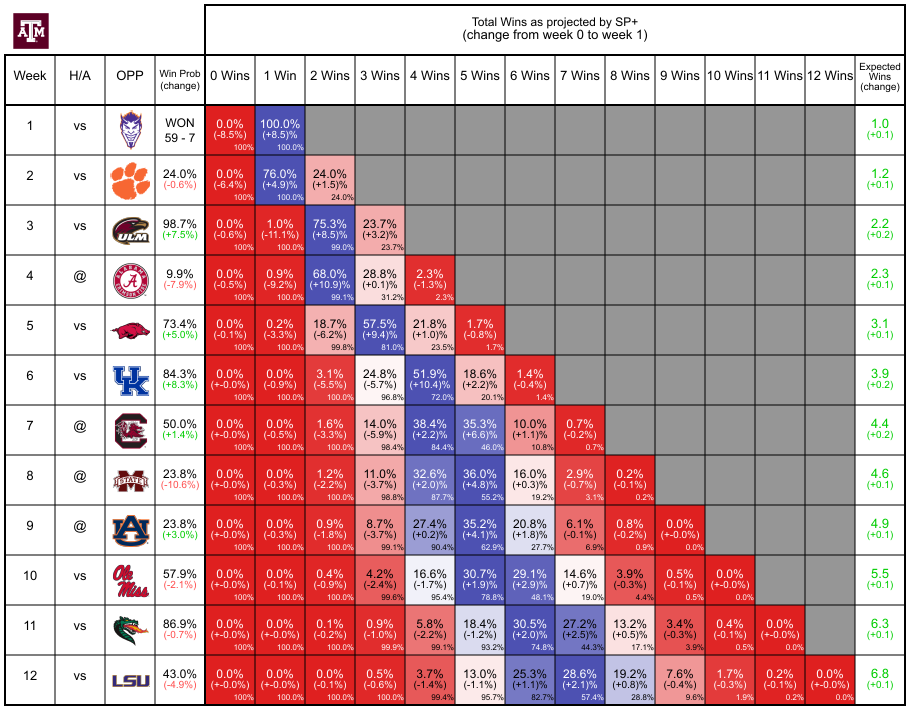 ATM
Total Wins as projected by SP+
(change from week 0 to week 1)
Week H/A OPP Win Prob (change) 0 Wins 1 Win 2 Wins 3 Wins 4 Wins 5 Wins 6 Wins 7 Wins 8 Wins 9 Wins 10 Wins 11 Wins 12 Wins Expected Wins (change)
1 vs WON 0.0% 100.0% 1.0
59 - 7 (-8.5%) (+8.5)% (+0.1)
100% 100.0%
2 vs 24.0% 0.0% 76.0% 24.0% 1.2
(-0.6%) (-6.4%) (+4.9)% (+1.5)% (+0.1)
100% 100.0% 24.0%
3 vs ULM 98.7% 0.0% 1.0% 75.3% 23.7% 2.2
(+7.5%) (-0.6%) (-11.1%) (+8.5)% (+3.2)% (+0.2)
100% 100.0% 99.0% 23.7%
4 @ A 9.9% 0.0% 0.9% 68.0% 28.8% 2.3% 2.3
(-7.9%) (-0.5%) (-9.2%) (+10.9)% (+0.1)% (-1.3%) (+0.1)
100% 100.0% 99.1% 31.2% 2.3%
5 vs 73.4% 0.0% 0.2% 18.7% 57.5% 21.8% 1.7% 3.1
(+5.0%) (-0.1%) (-3.3%) (-6.2%) (+9.4)% (+1.0)% (-0.8%) (+0.1)
100% 100.0% 99.8% 81.0% 23.5% 1.7%
6 vs UK 84.3% 0.0% 0.0% 3.1% 24.8% 51.9% 18.6% 1.4% 3.9
(+8.3%) (+-0.0%) (-0.9%) (-5.5%) (-5.7%) (+10.4)% (+2.2)% (-0.4%) (+0.2)
100% 100.0% 100.0% 96.8% 72.0% 20.1% 1.4%
7 @ C 50.0% 0.0% 0.0% 1.6% 14.0% 38.4% 35.3% 10.0% 0.7% 4.4
(+1.4%) (+-0.0%) (-0.5%) (-3.3%) (-5.9%) (+2.2)% (+6.6)% (+1.1)% (-0.2%) (+0.2)
100% 100.0% 100.0% 98.4% 84.4% 46.0% 10.8% 0.7%
8 @ STATE 23.8% 0.0% 0.0% 1.2% 11.0% 32.6% 36.0% 16.0% 2.9% 0.2% 4.6
(-10.6%) (+-0.0%) (-0.3%) (-2.2%) (-3.7%) (+2.0)% (+4.8)% (+0.3)% (-0.7%) (-0.1%) (+0.1)
100% 100.0% 100.0% 98.8% 87.7% 55.2% 19.2% 3.1% 0.2%
9 @ AU 23.8% 0.0% 0.0% 0.9% 8.7% 27.4% 35.2% 20.8% 6.1% 0.8% 0.0% 4.9
(+3.0%) (+-0.0%) (-0.3%) (-1.8%) (-3.7%) (+0.2)% (+4.1)% (+1.8)% (-0.1%) (-0.2%) (+-0.0%) (+0.1)
100% 100.0% 100.0% 99.1% 90.4% 62.9% 27.7% 6.9% 0.9% 0.0%
10 vs Ole Miss 57.9% 0.0% 0.0% 0.4% 4.2% 16.6% 30.7% 29.1% 14.6% 3.9% 0.5% 0.0% 5.5
(-2.1%) (+-0.0%) (-0.1%) (-0.9%) (-2.4%) (-1.7%) (+1.9)% (+2.9)% (+0.7)% (-0.3%) (-0.1%) (+-0.0%) (+0.1)
100% 100.0% 100.0% 99.6% 95.4% 78.8% 48.1% 19.0% 4.4% 0.5% 0.0%
11 vs 86.9% 0.0% 0.0% 0.1% 0.9% 5.8% 18.4% 30.5% 27.2% 13.2% 3.4% 0.4% 0.0% 6.3
(-0.7%) (+-0.0%) (+-0.0%) (-0.2%) (-1.0%) (-2.2%) (-1.2%) (+2.0)% (+2.5)% (+0.5)% (-0.3%) (-0.1%) (+-0.0%) (+0.1)
100% 100.0% 100.0% 99.9% 99.1% 93.2% 74.8% 44.3% 17.1% 3.9% 0.5% 0.0%
12 vs LSU 43.0% 0.0% 0.0% 0.0% 0.5% 3.7% 13.0% 25.3% 28.6% 19.2% 7.6% 1.7% 0.2% 0.0% 6.8
(-4.9%) (+-0.0%) (+-0.0%) (-0.1%) (-0.6%) (-1.4%) (-1.1%) (+1.1)% (+2.1)% (+0.8)% (-0.4%) (-0.3%) (-0.1%) (+-0.0%) (+0.1)
100% 100.0% 100.0% 100.0% 99.4% 95.7% 82.7% 57.4% 28.8% 9.6% 1.9% 0.2% 0.0%